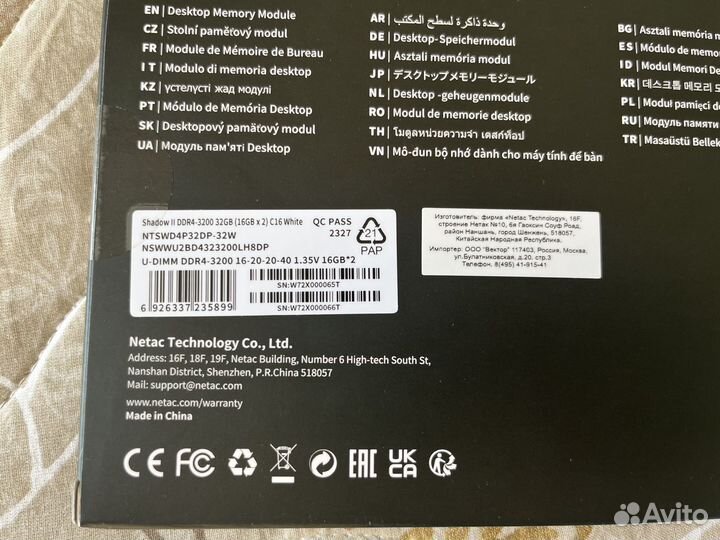 EN | Desktop Memory Module
CZ | Stolní paměťový modul
FR | Module de Mémoire de Bureau
IT | Modulo di memoria desktop
KZ | үстелүсті жад модулі
PT | Módulo de Memória Desktop
SK | Desktopový pamäťový modul
UA | Модуль пам'яті Desktop
AR | وحدة ذاكرة لسطح المكتب
DE | Desktop-Speichermodul
HU | Asztali memória modul
JP | デスクトップメモリーモジュール
NL | Desktop -geheugenmodule
RO | Modul de memorie desktop
TH | โมดูลหน่วยความจำ เดสก์ท็อป
VN | Mô-đun bộ nhớ dành cho máy tính để bàn
BG | Asztali memória m
ES | Módulo de memor
ID | Modul Memori De
KR | 데스크톱 메모리 모
PL | Moduł pamięci d
RU | Модуль памяти
TR | Masaüstü Bellek
Shadow II DDR4-3200 32GB (16GB x 2) C16 White
QC PASS
NTSWD4P32DP-32W
2327
NSWWU2BD4323200LH8DP
U-DIMM DDR4-3200 16-20-20-40 1.35V 16GB*2
21
PAP
SN:W72X000065T
SN:W72X000066T
6 926337 235899
Изготовитель: фирма «Netac Technology», 16F,
строение Нетак №10, 6я Гаоксин Соуф Роад,
район Наншань, город Шенжень, 518057,
Китайская Народная Республика.
Импортер: ООО "Вектор" 117437, Россия, Москва,
ул.Булатниковская, д.20, стр.3
Телефон: 8(495) 41-915-41
Netac Technology Co., Ltd.
Address: 16F, 18F, 19F, Netac Building, Number 6 High-tech South St,
Nanshan District, Shenzhen, P.R.China 518057
Mail: support@netac.com
www.netac.com/warranty
Made in China
CE FC EAC UK CA
Avito